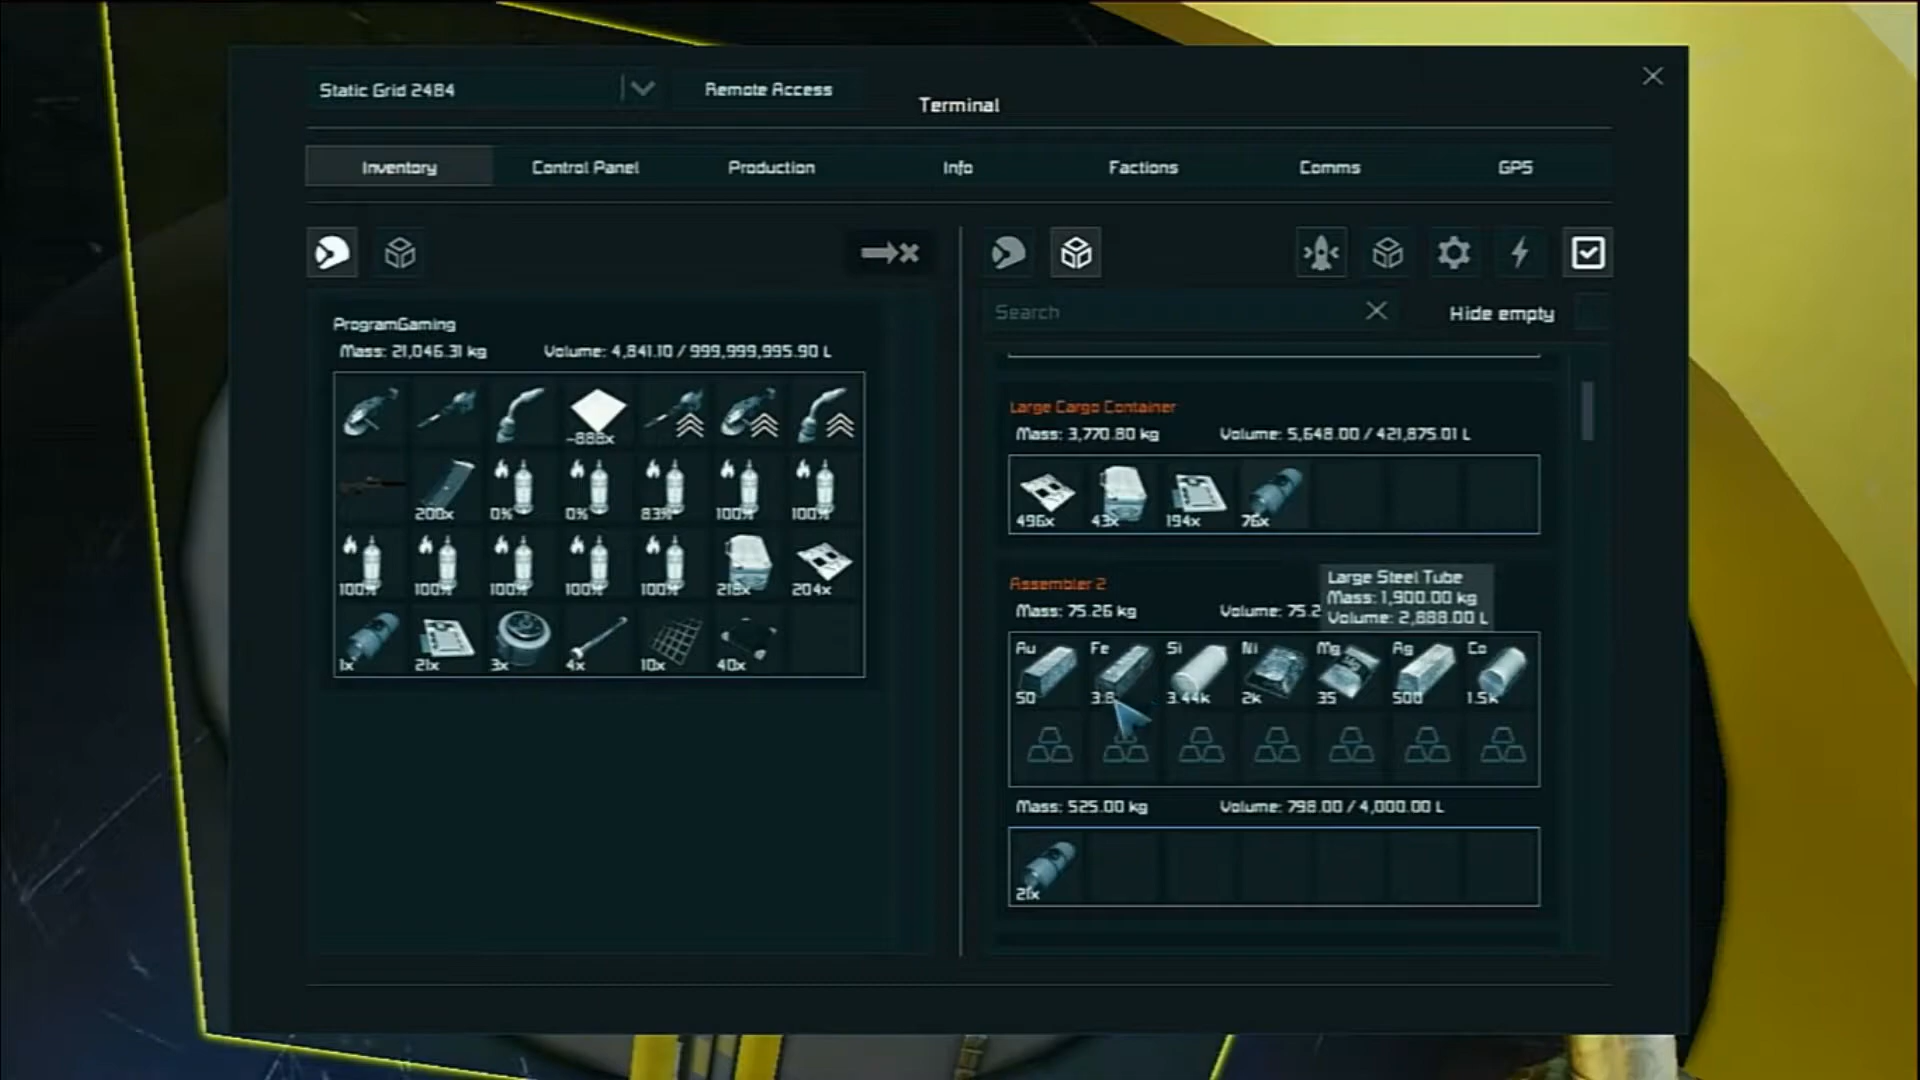 Static Grid 2484
Remote Access
Terminal
Inventory
Control Panel
Production
Info
Factions
Comms
GPS
Search
Hide empty
ProgramGaming
Mass: 21,046.31 kg
Volume: 4,841.10 / 999,999,995.90 L
-888x
200x
0%
0%
83%
100%
100%
100%
100%
100%
100%
100%
218x
204x
1x
21x
3x
4x
10x
40x
Large Cargo Container
Mass: 3,770.80 kg
Volume: 5,648.00 / 421,875.01 L
496x
43x
194x
76x
Assembler 2
Mass: 75.26 kg
Volume: 75.2
Large Steel Tube
Mass: 1,900.00 kg
Volume: 2,888.00 L
Au
Fe
Si
Ni
Mg
Ag
Co
50
3.8
3.44k
2k
35
500
1.5k
Mass: 525.00 kg
Volume: 798.00 / 4,000.00 L
21x